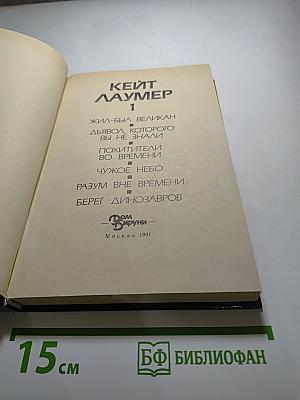 КЕЙТ
ЛАУМЕР
1
ЖИЛ-БЫЛ ВЕЛИКАН
ДЬЯВОЛ, КОТОРОГО
ВЫ НЕ ЗНАЛИ
ПОХИТИТЕЛИ
ВО ВРЕМЕНИ
ЧУЖОЕ НЕБО
РАЗУМ ВНЕ ВРЕМЕНИ
БЕРЕГ ДИНОЗАВРОВ
Дом
Бируни
Москва 1991
15 см
БФ БИБЛИОФАН